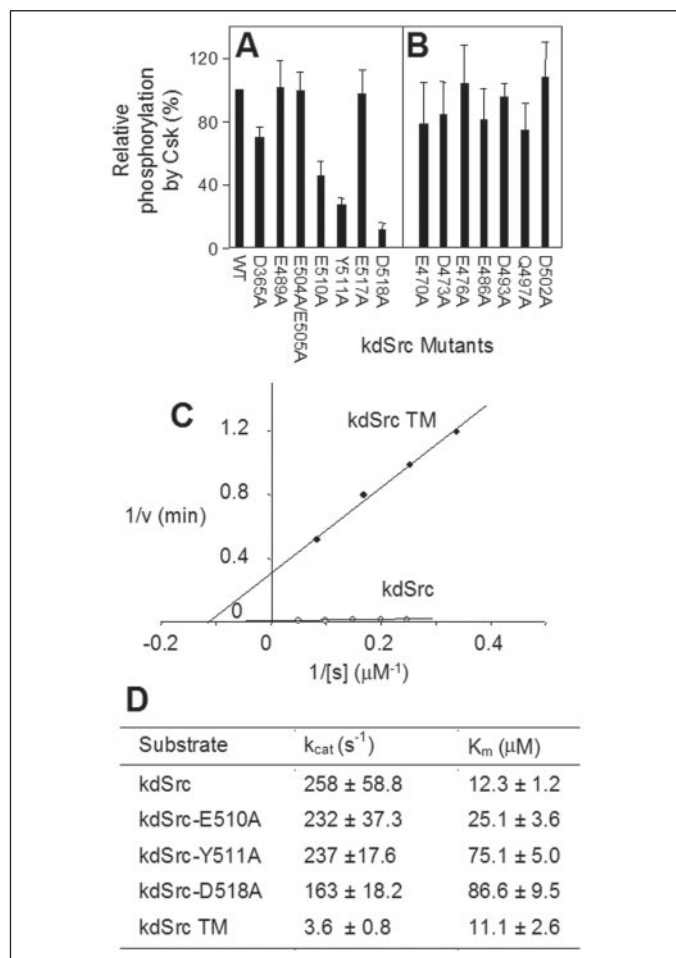 A
B
Relative
phosphorylation
by Csk (%)
120
80
40
0
WT
D365A
E489A
E504A/E505A
E510A
Y511A
E517A
D518A
E470A
D473A
E476A
E486A
D493A
Q497A
D502A
kdSrc Mutants
C
kdSrc TM
1.2
1/v (min)
0.8
0.4
kdSrc
0
-0.2 0 0.2 0.4
1/[s] (μM⁻¹)
D
Substrate k_cat (s⁻¹) K_m (μM)
kdSrc 258 ± 58.8 12.3 ± 1.2
kdSrc-E510A 232 ± 37.3 25.1 ± 3.6
kdSrc-Y511A 237 ±17.6 75.1 ± 5.0
kdSrc-D518A 163 ± 18.2 86.6 ± 9.5
kdSrc TM 3.6 ± 0.8 11.1 ± 2.6